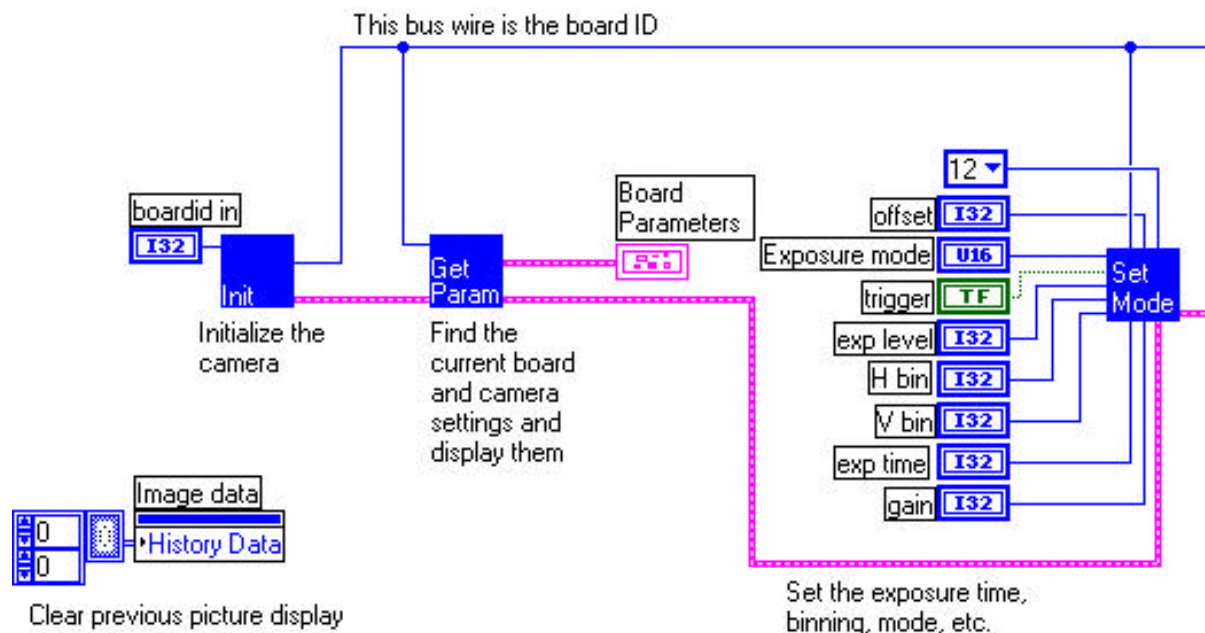 This bus wire is the board ID
12
boardid in
I32
Board
Parameters
offset
I32
Exposure mode
U16
Init
Get
Param
Set
Mode
trigger
TF
Initialize the
camera
Find the
current board
and camera
settings and
display them
exp level
I32
H bin
I32
V bin
I32
exp time
I32
gain
I32
Image data
0
0
History Data
Clear previous picture display
Set the exposure time,
binning, mode, etc.